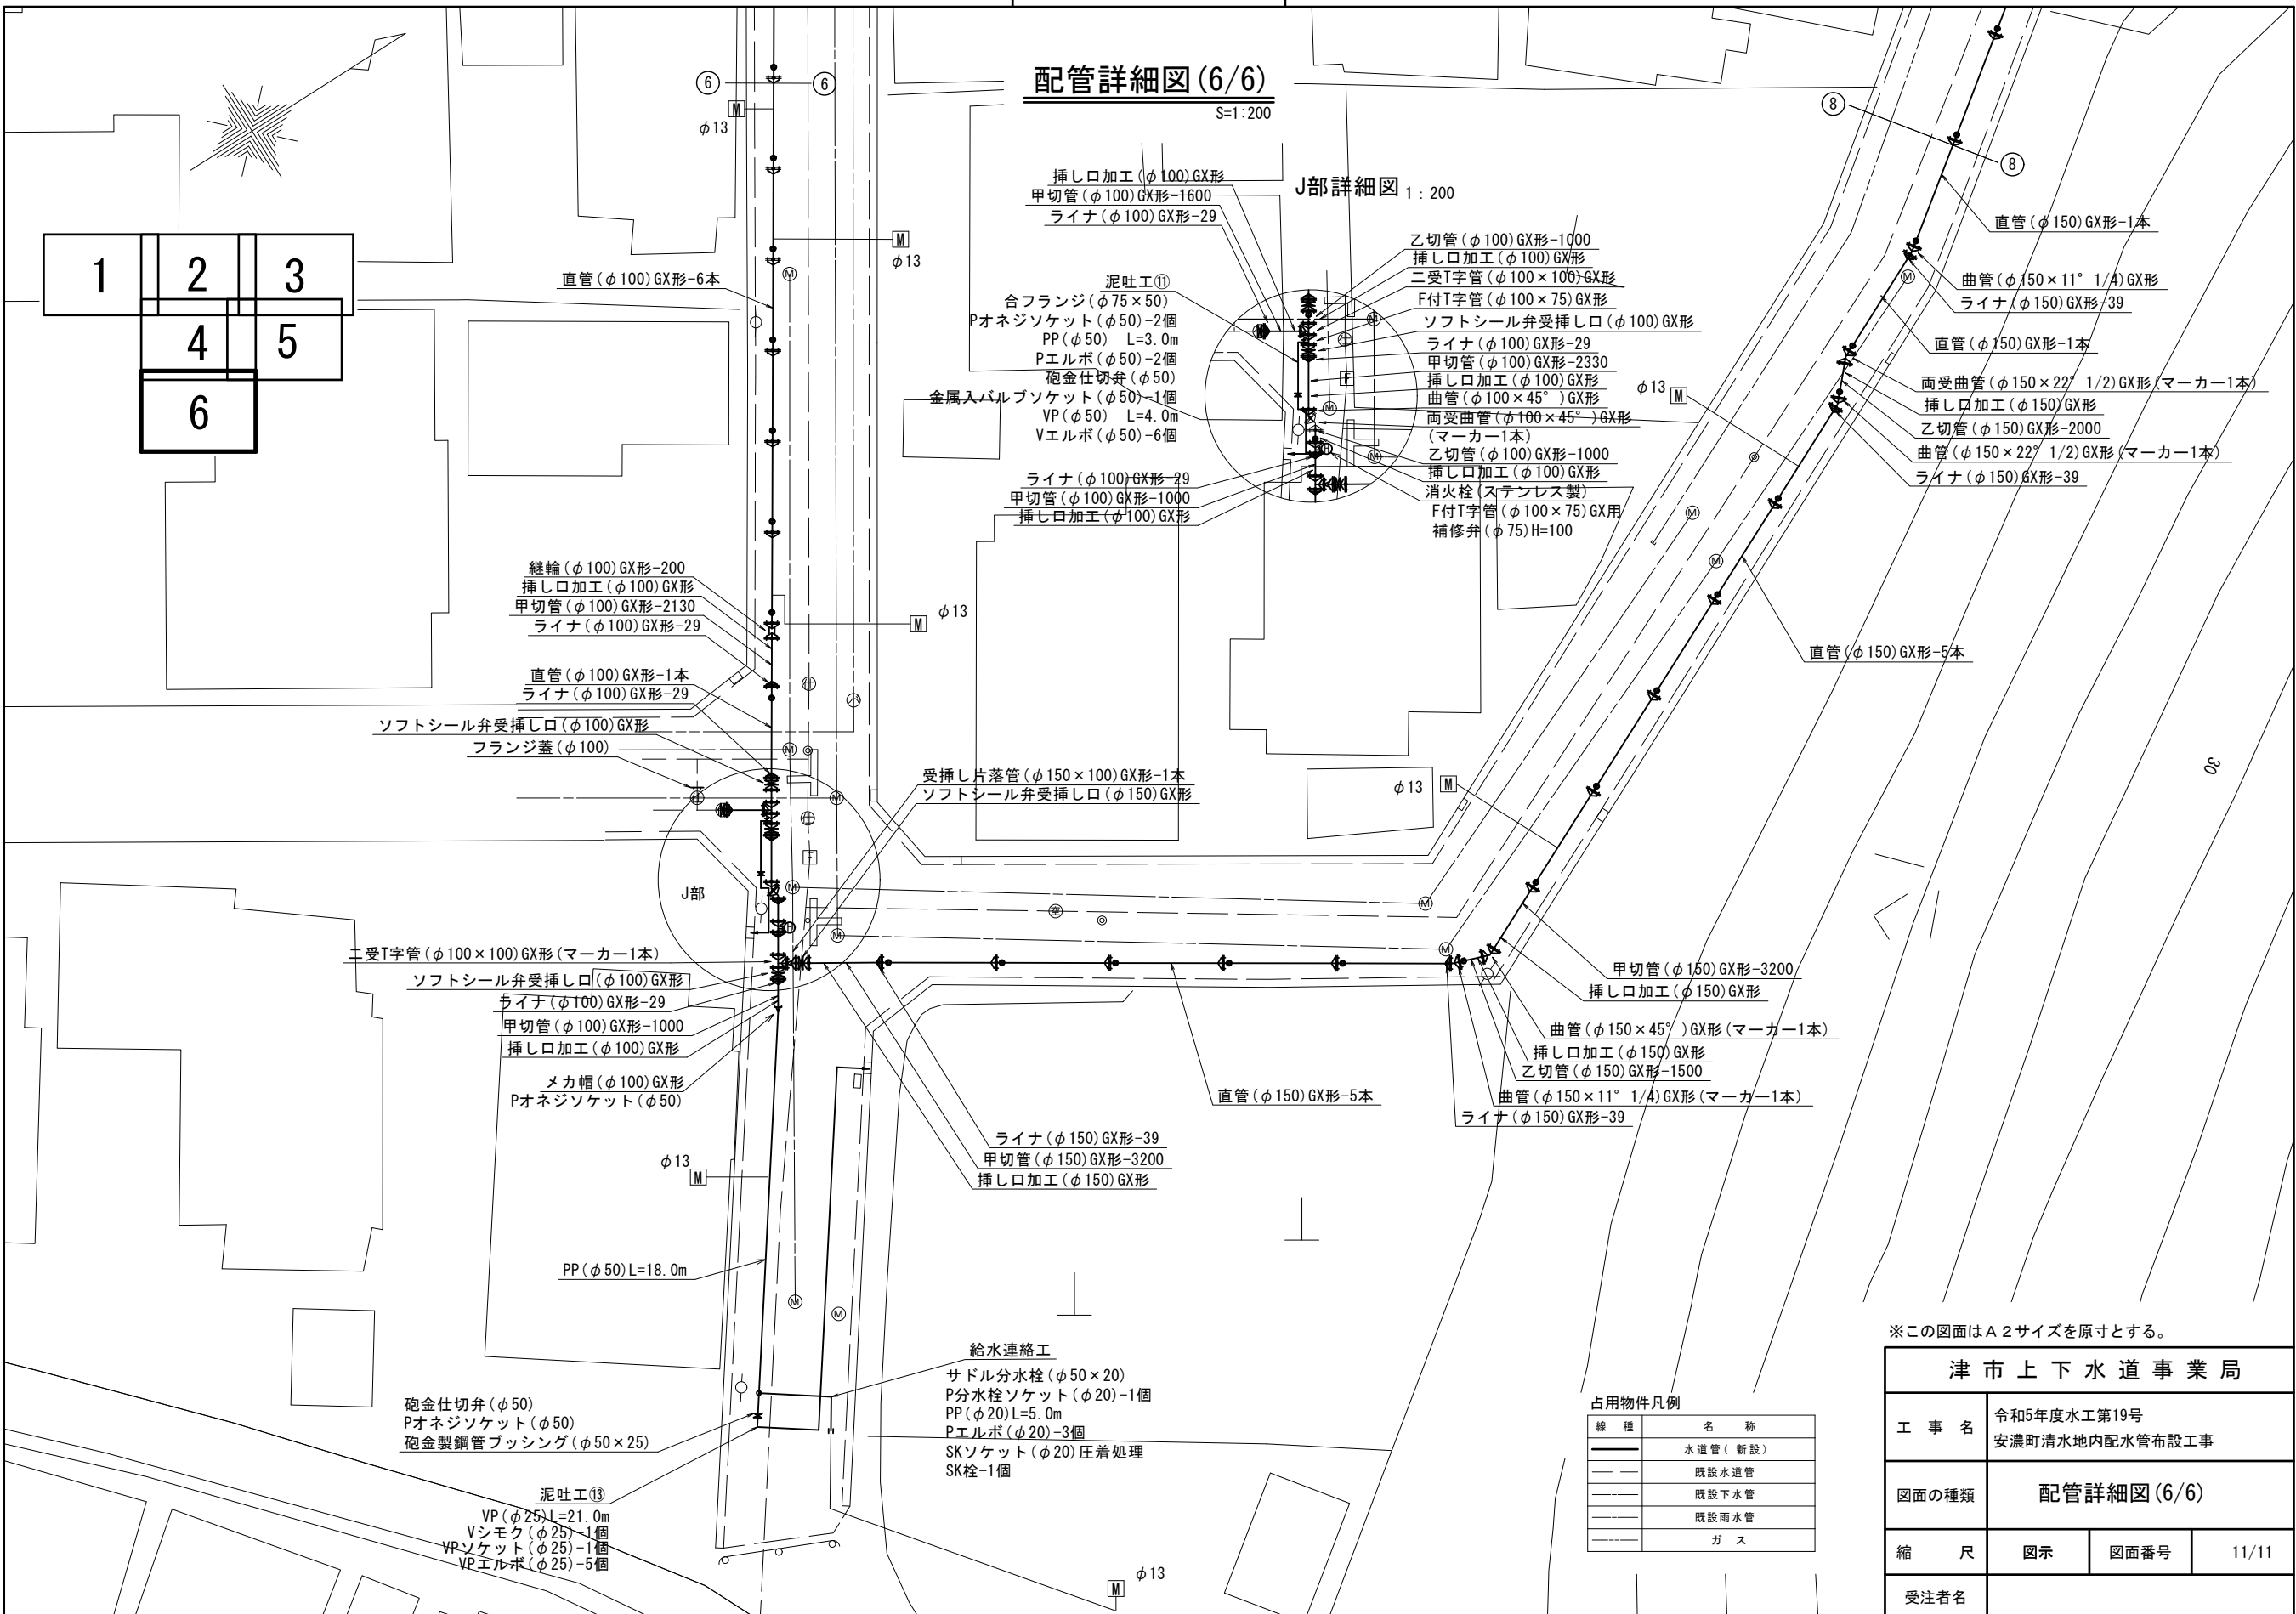 配管詳細図(6/6)
S=1:200
⑥
⑥
M
φ13
M
φ13
直管(φ100)GX形-6本
1
2
3
4
5
6
継輪(φ100)GX形-200
挿し口加工(φ100)GX形
甲切管(φ100)GX形-2130
ライナ(φ100)GX形-29
M
φ13
直管(φ100)GX形-1本
ライナ(φ100)GX形-29
ソフトシール弁受挿し口(φ100)GX形
フランジ蓋(φ100)
J部
二受T字管(φ100×100)GX形(マーカー1本)
ソフトシール弁受挿し口(φ100)GX形
ライナ(φ100)GX形-29
甲切管(φ100)GX形-1000
挿し口加工(φ100)GX形
メカ帽(φ100)GX形
Pオネジソケット(φ50)
φ13
M
PP(φ50)L=18.0m
砲金仕切弁(φ50)
Pオネジソケット(φ50)
砲金製鋼管ブッシング(φ50×25)
泥吐工⑬
VP(φ25)L=21.0m
Vシモク(φ25)-1個
VPソケット(φ25)-1個
VPエルボ(φ25)-5個
J部詳細図 1:200
挿し口加工(φ100)GX形
甲切管(φ100)GX形-1600
ライナ(φ100)GX形-29
泥吐工⑪
合フランジ(φ75×50)
Pオネジソケット(φ50)-2個
PP(φ50) L=3.0m
Pエルボ(φ50)-2個
砲金仕切弁(φ50)
金属入バルブソケット(φ50)-1個
VP(φ50) L=4.0m
Vエルボ(φ50)-6個
ライナ(φ100)GX形-29
甲切管(φ100)GX形-1000
挿し口加工(φ100)GX形
乙切管(φ100)GX形-1000
挿し口加工(φ100)GX形
二受T字管(φ100×100)GX形
F付T字管(φ100×75)GX形
ソフトシール弁受挿し口(φ100)GX形
ライナ(φ100)GX形-29
甲切管(φ100)GX形-2330
挿し口加工(φ100)GX形
曲管(φ100×45°)GX形
両受曲管(φ100×45°)GX形
(マーカー1本)
乙切管(φ100)GX形-1000
挿し口加工(φ100)GX形
消火栓(ステンレス製)
F付T字管(φ100×75)GX用
補修弁(φ75)H=100
受挿し片落管(φ150×100)GX形-1本
ソフトシール弁受挿し口(φ150)GX形
ライナ(φ150)GX形-39
甲切管(φ150)GX形-3200
挿し口加工(φ150)GX形
直管(φ150)GX形-5本
給水連絡工
サドル分水栓(φ50×20)
P分水栓ソケット(φ20)-1個
PP(φ20)L=5.0m
Pエルボ(φ20)-3個
SKソケット(φ20)圧着処理
SK栓-1個
M
φ13
⑧
⑧
直管(φ150)GX形-1本
曲管(φ150×11° 1/4)GX形
ライナ(φ150)GX形-39
直管(φ150)GX形-1本
両受曲管(φ150×22° 1/2)GX形(マーカー1本)
挿し口加工(φ150)GX形
乙切管(φ150)GX形-2000
曲管(φ150×22° 1/2)GX形(マーカー1本)
ライナ(φ150)GX形-39
φ13
M
直管(φ150)GX形-5本
φ13
M
30
甲切管(φ150)GX形-3200
挿し口加工(φ150)GX形
曲管(φ150×45°)GX形(マーカー1本)
挿し口加工(φ150)GX形
乙切管(φ150)GX形-1500
曲管(φ150×11° 1/4)GX形(マーカー1本)
ライナ(φ150)GX形-39
占用物件凡例
線種 名称
水道管(新設)
既設水道管
既設下水管
既設雨水管
ガス
※この図面はA2サイズを原寸とする。
津市上下水道事業局
工事名
令和5年度水工第19号
安濃町清水地内配水管布設工事
図面の種類 配管詳細図(6/6)
縮尺 図示 図面番号 11/11
受注者名